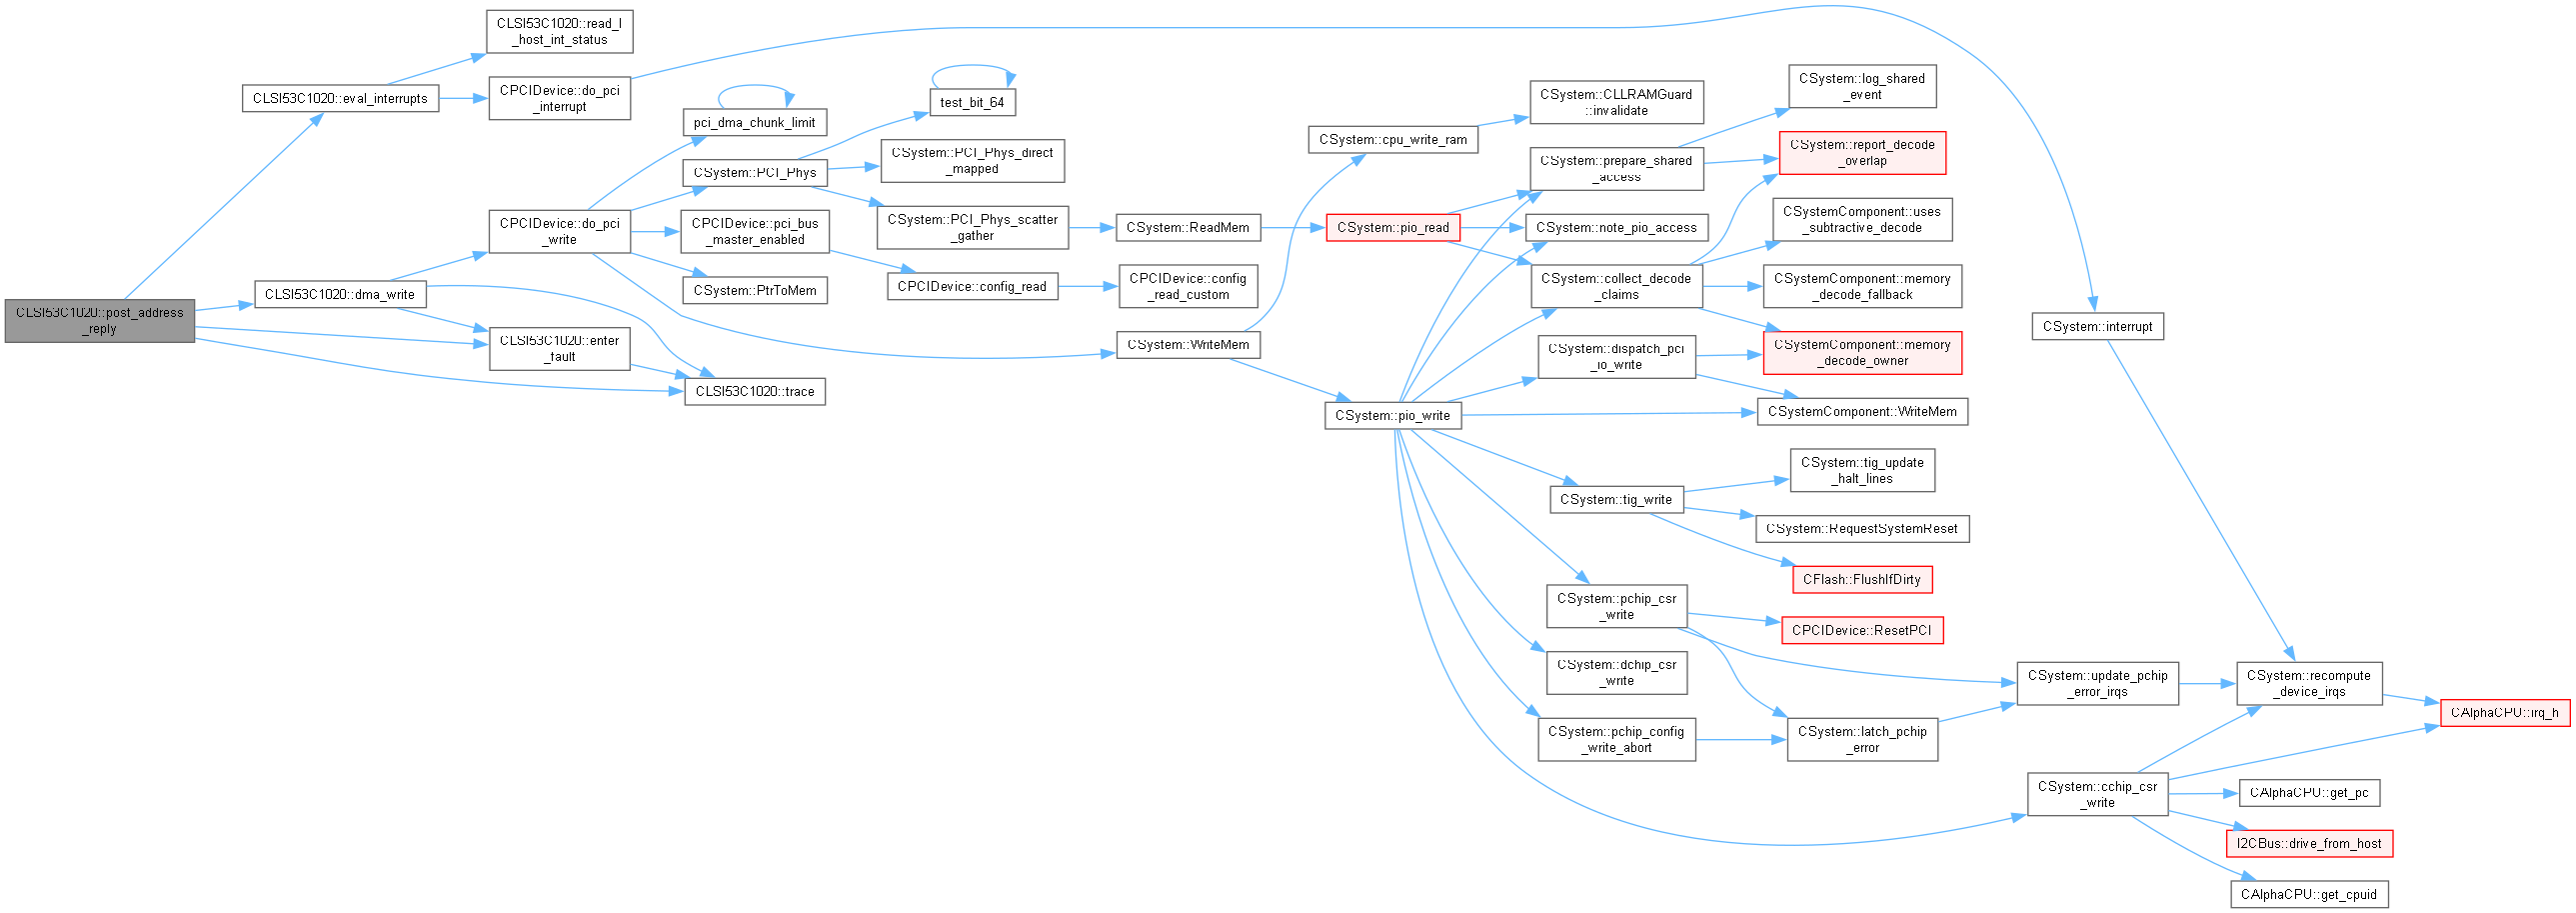 CLSI53C1020::post_address
_reply
CLSI53C1020::eval_interrupts
CLSI53C1020::read_l
_host_int_status
CPCIDevice::do_pci
_interrupt
CLSI53C1020::dma_write
CPCIDevice::do_pci
_write
CLSI53C1020::enter
_fault
pci_dma_chunk_limit
CSystem::PCI_Phys
CPCIDevice::pci_bus
_master_enabled
CSystem::PtrToMem
CLSI53C1020::trace
test_bit_64
CSystem::PCI_Phys_direct
_mapped
CSystem::PCI_Phys_scatter
_gather
CPCIDevice::config_read
CSystem::ReadMem
CPCIDevice::config
_read_custom
CSystem::WriteMem
CSystem::cpu_write_ram
CSystem::pio_read
CSystem::pio_write
CSystem::CLLRAMGuard
::invalidate
CSystem::prepare_shared
_access
CSystem::note_pio_access
CSystem::collect_decode
_claims
CSystem::dispatch_pci
_io_write
CSystem::tig_write
CSystem::pchip_csr
_write
CSystem::dchip_csr
_write
CSystem::pchip_config
_write_abort
CSystem::log_shared
_event
CSystem::report_decode
_overlap
CSystemComponent::uses
_subtractive_decode
CSystemComponent::memory
_decode_fallback
CSystemComponent::memory
_decode_owner
CSystemComponent::WriteMem
CSystem::tig_update
_halt_lines
CSystem::RequestSystemReset
CFlash::FlushIfDirty
CPCIDevice::ResetPCI
CSystem::latch_pchip
_error
CSystem::interrupt
CSystem::update_pchip
_error_irqs
CSystem::cchip_csr
_write
CSystem::recompute
_device_irqs
CAlphaCPU::irq_h
CAlphaCPU::get_pc
I2CBus::drive_from_host
CAlphaCPU::get_cpuid